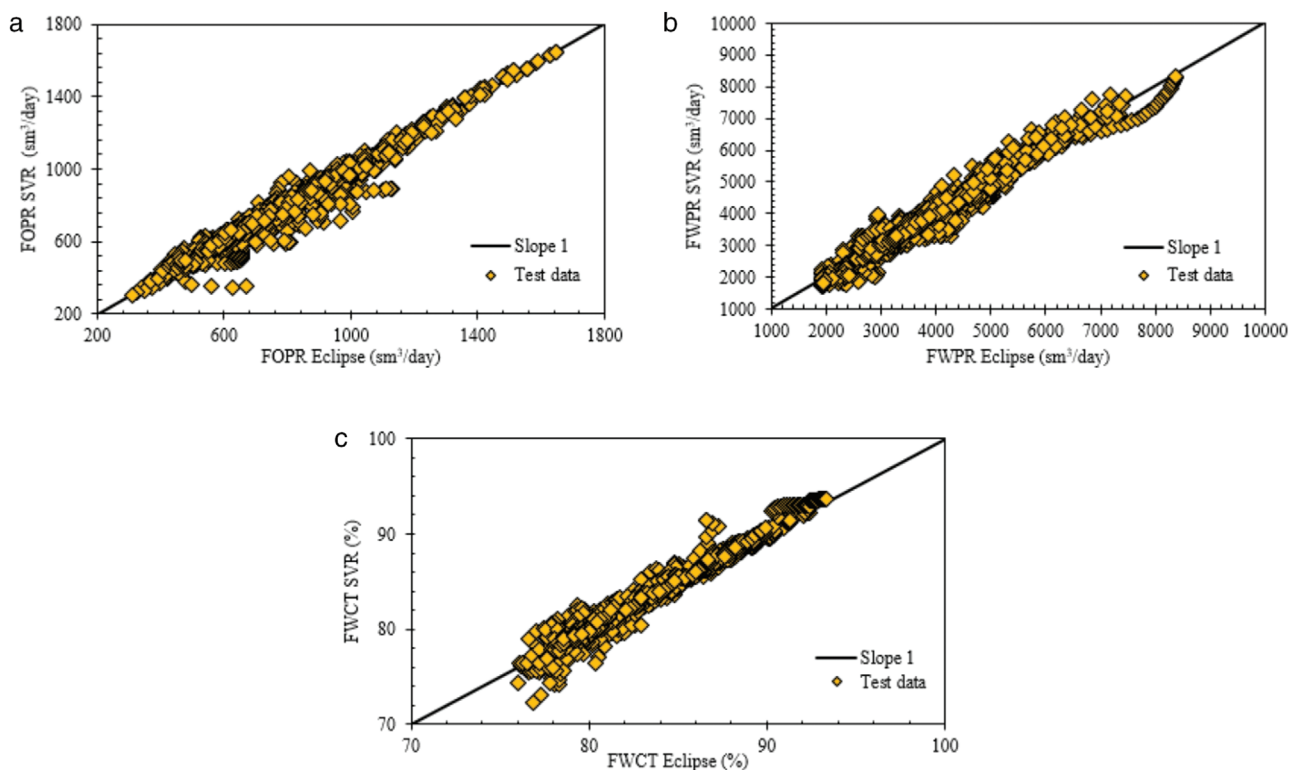 a
1800
1400
1000
600
200
FOPR SVR (sm³/day)
Slope 1
Test data
200 600 1000 1400 1800
FOPR Eclipse (sm³/day)
b
10000
9000
8000
7000
6000
5000
4000
3000
2000
1000
FWPR SVR (sm³/day)
Slope 1
Test data
1000 2000 3000 4000 5000 6000 7000 8000 9000 10000
FWPR Eclipse (sm³/day)
c
100
90
80
70
FWCT SVR (%)
Slope 1
Test data
70 80 90 100
FWCT Eclipse (%)